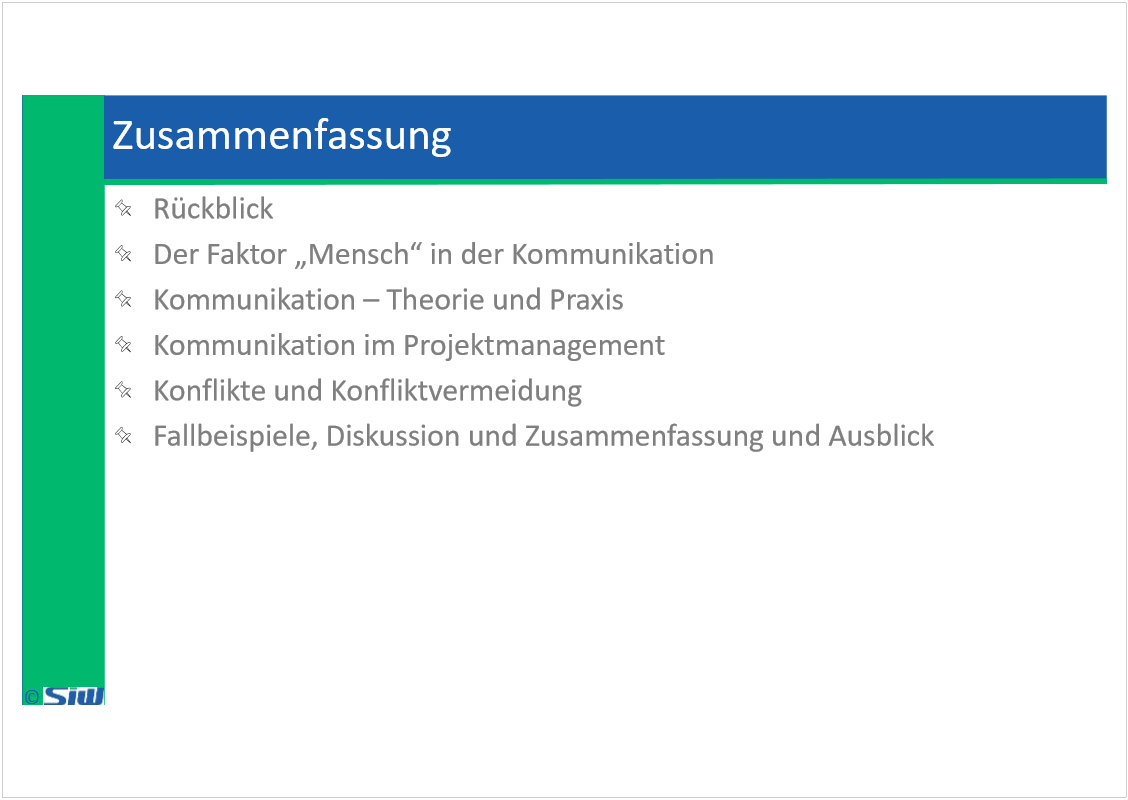 Zusammenfassung
Rückblick
Der Faktor „Mensch“ in der Kommunikation
Kommunikation – Theorie und Praxis
Kommunikation im Projektmanagement
Konflikte und Konfliktvermeidung
Fallbeispiele, Diskussion und Zusammenfassung und Ausblick
© SiW